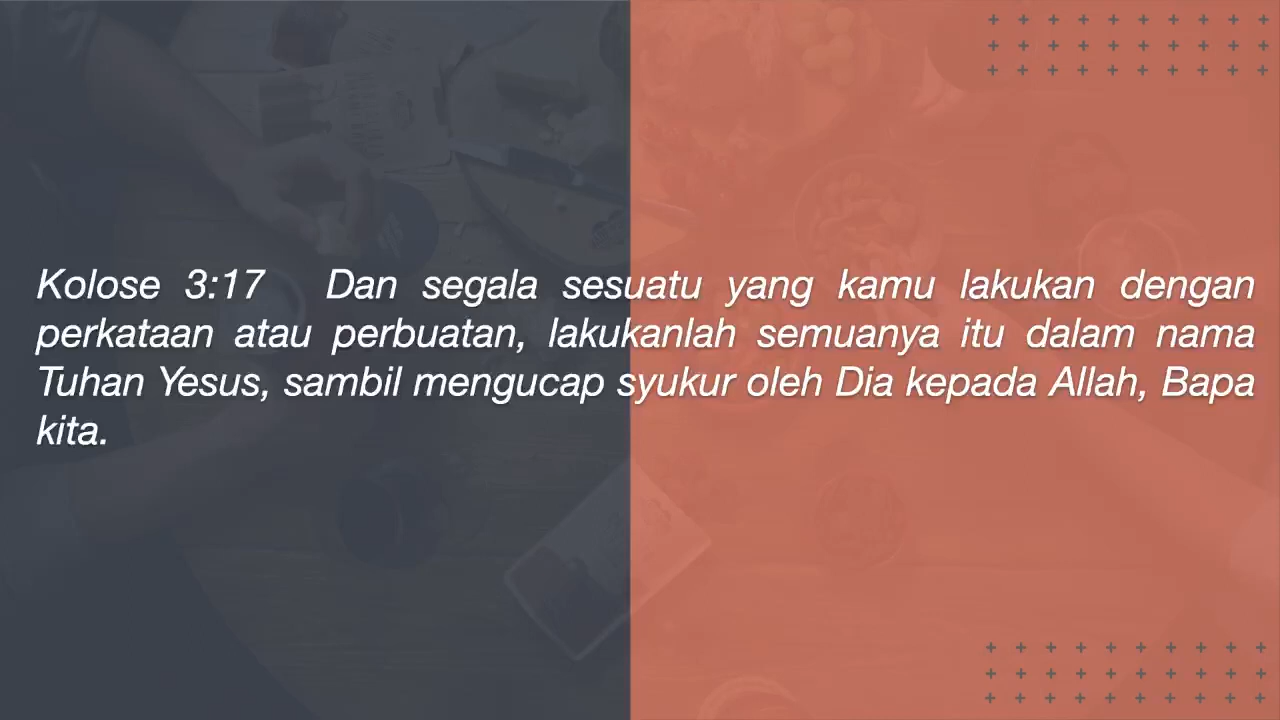 Kolose 3:17 Dan segala sesuatu yang kamu lakukan dengan
perkataan atau perbuatan, lakukanlah semuanya itu dalam nama
Tuhan Yesus, sambil mengucap syukur oleh Dia kepada Allah, Bapa
kita.